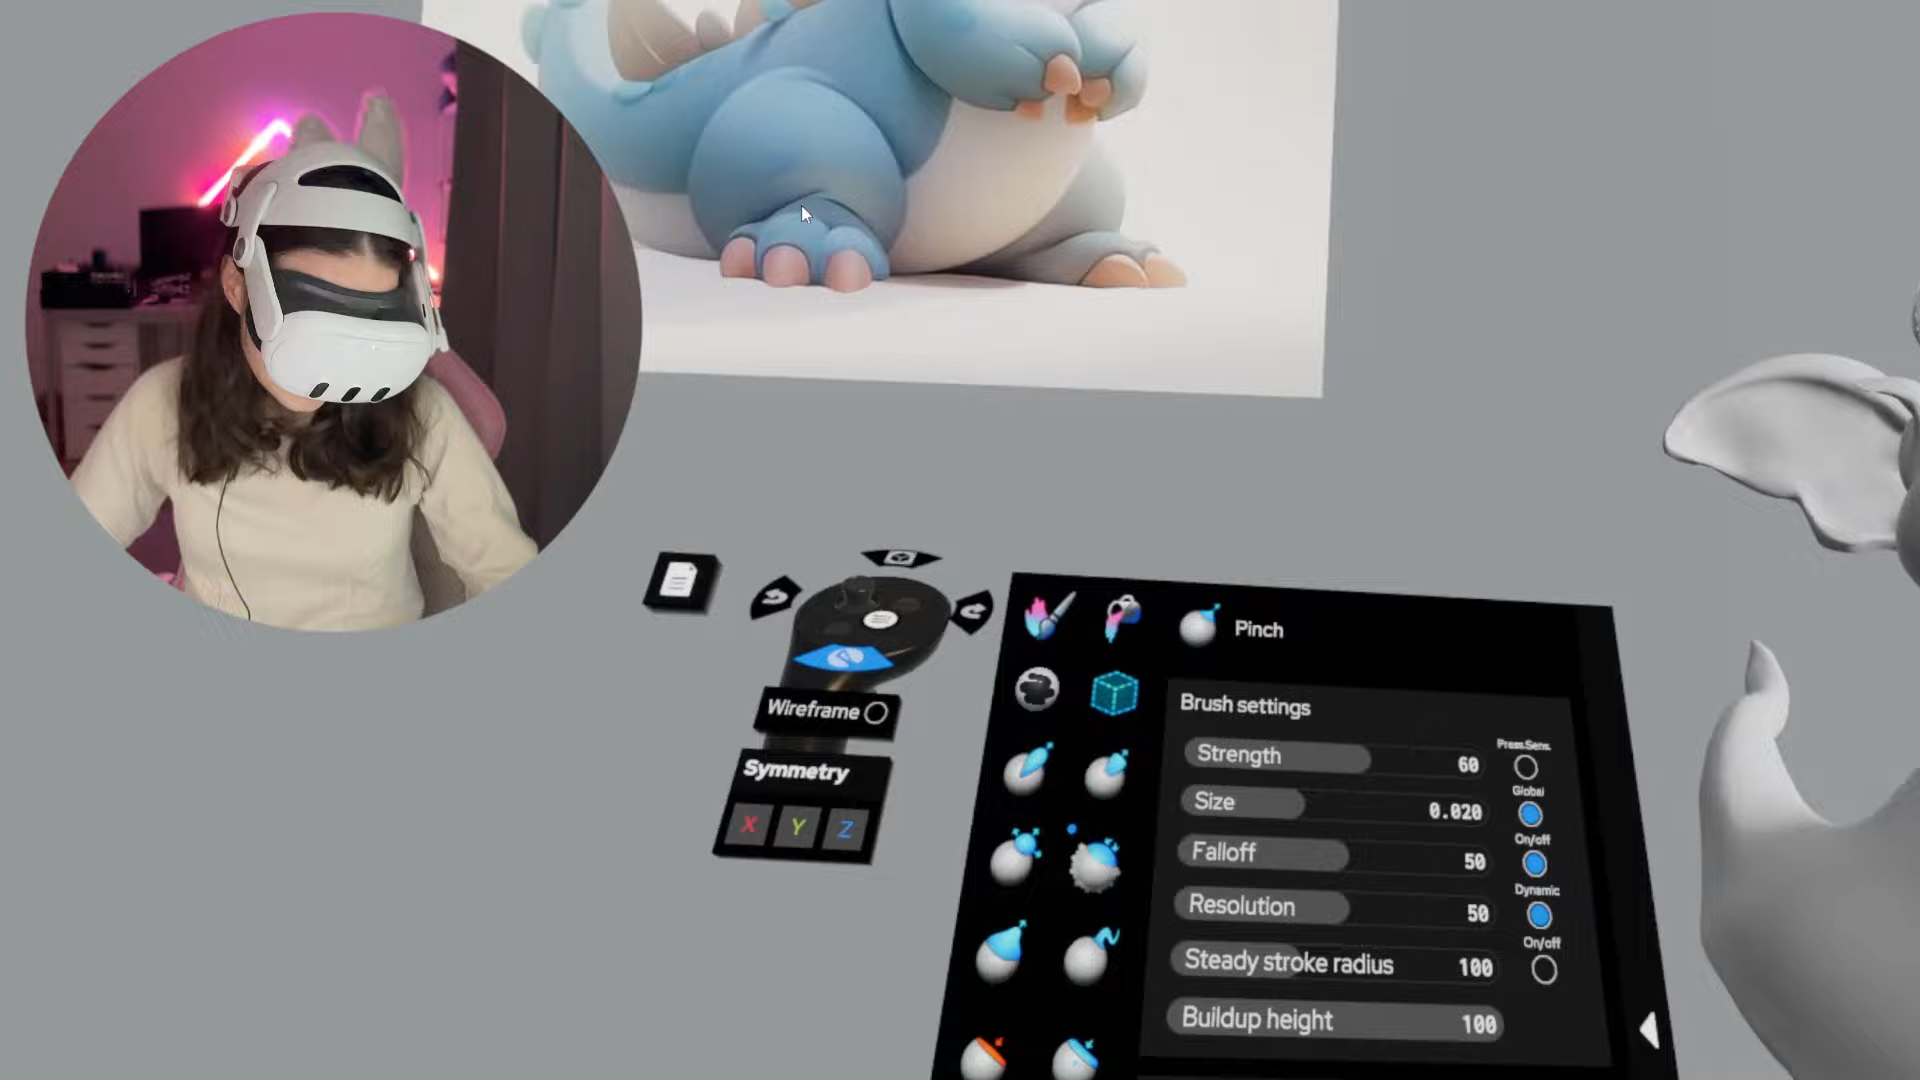 Pinch
Brush settings
Strength 60
Press.Sens.
Size 0.020
Global
Falloff 50
On/off
Resolution 50
Dynamic
Steady stroke radius 100
On/off
Buildup height 100
Wireframe
Symmetry
X Y Z